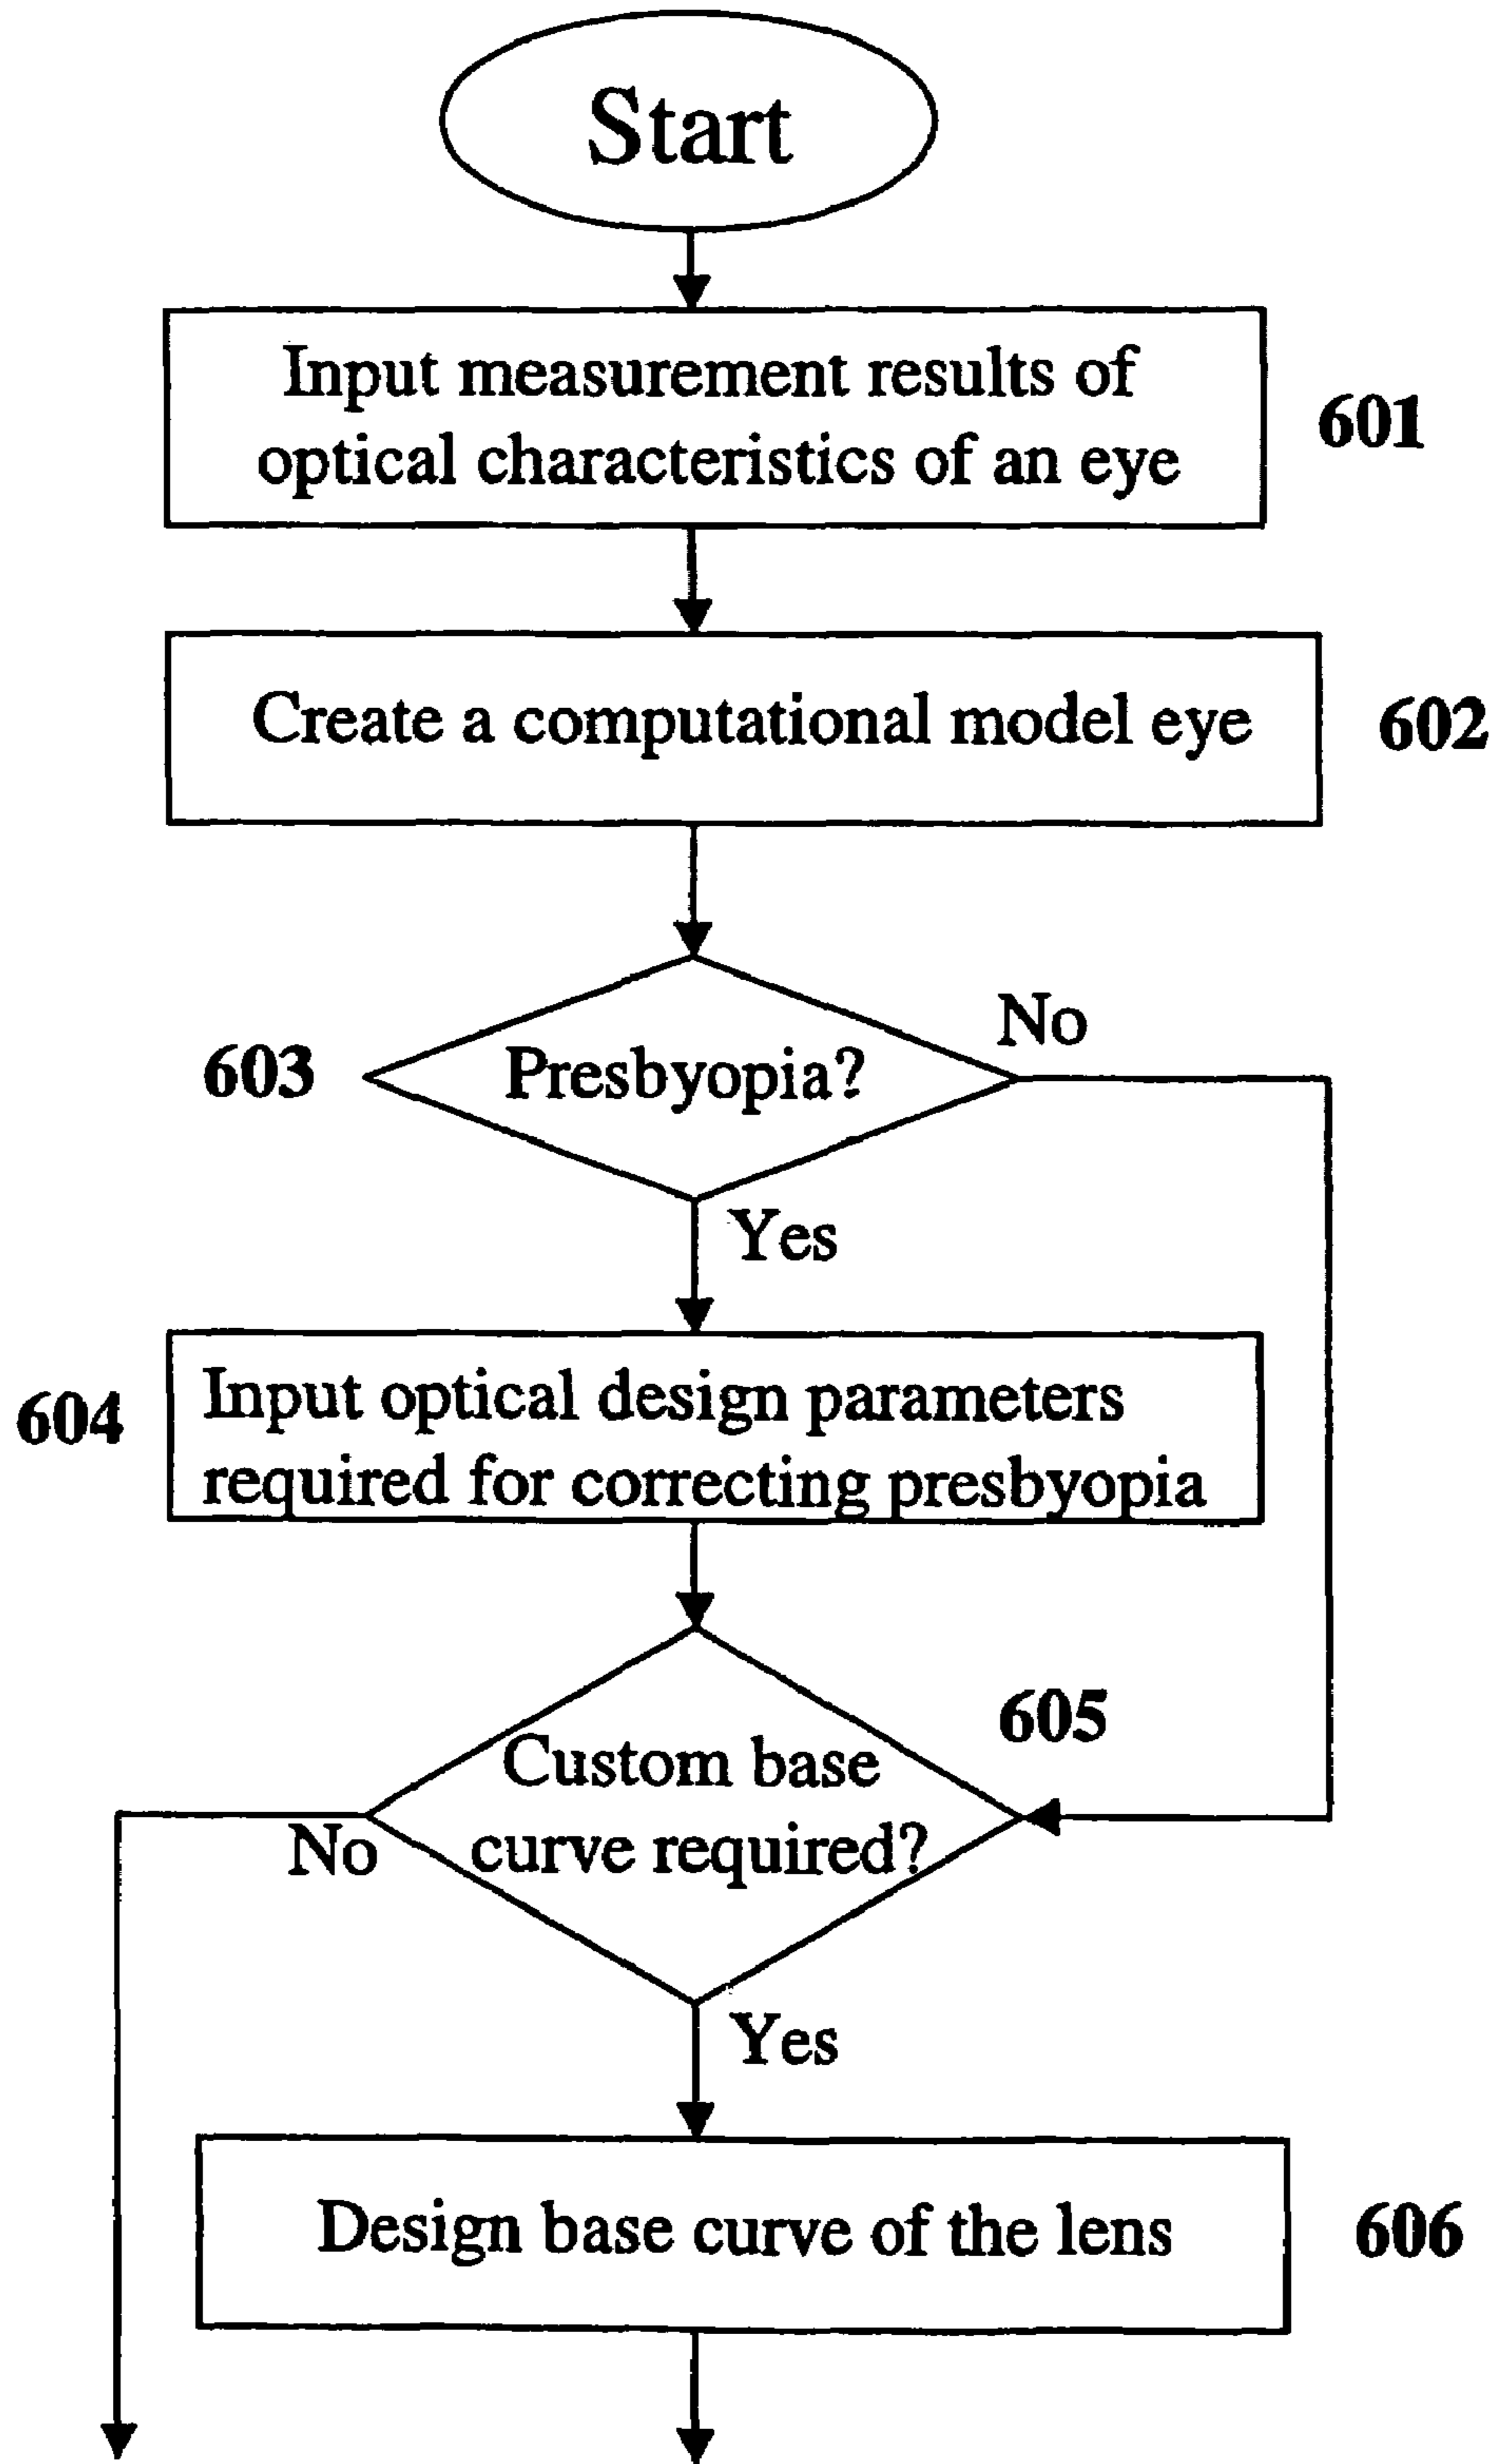 Start
Input measurement results of
optical characteristics of an eye
601
Create a computational model eye
602
No
603
Presbyopia?
Yes
604
Input optical design parameters
required for correcting presbyopia
605
Custom base
curve required?
No
Yes
Design base curve of the lens
606